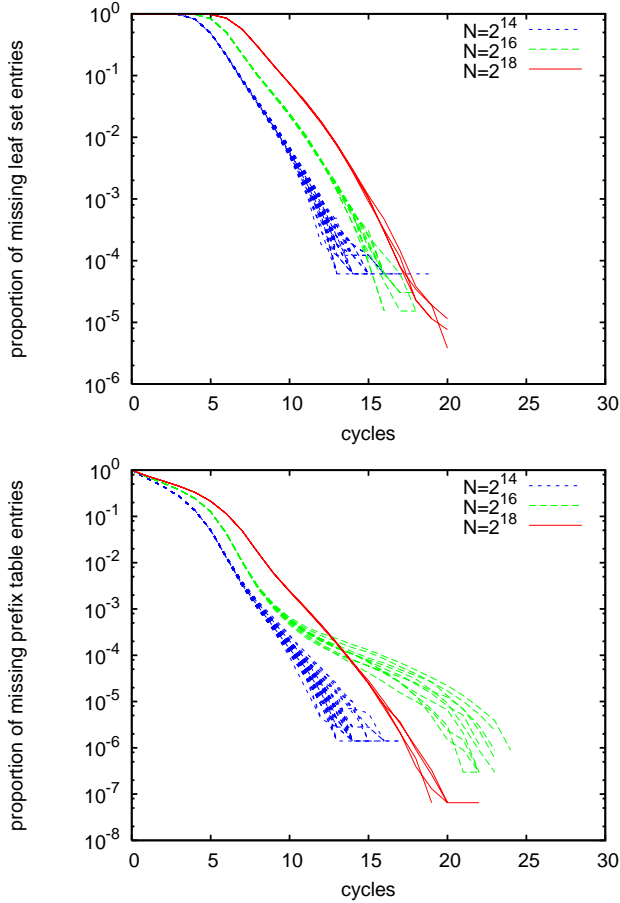 proportion of missing leaf set entries
10^0
10^-1
10^-2
10^-3
10^-4
10^-5
10^-6
0 5 10 15 20 25 30
cycles
N=2^14
N=2^16
N=2^18
proportion of missing prefix table entries
10^0
10^-1
10^-2
10^-3
10^-4
10^-5
10^-6
10^-7
10^-8
0 5 10 15 20 25 30
cycles
N=2^14
N=2^16
N=2^18